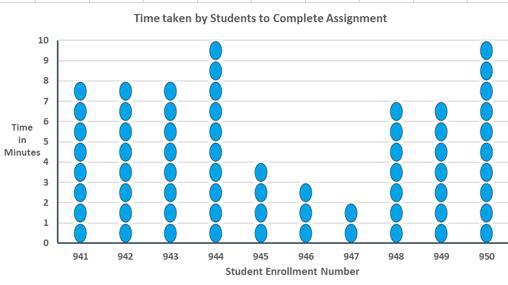 Time taken by Students to Complete Assignment
10
9
8
7
6
5
4
3
2
1
0
Time
in
Minutes
941 942 943 944 945 946 947 948 949 950
Student Enrollment Number